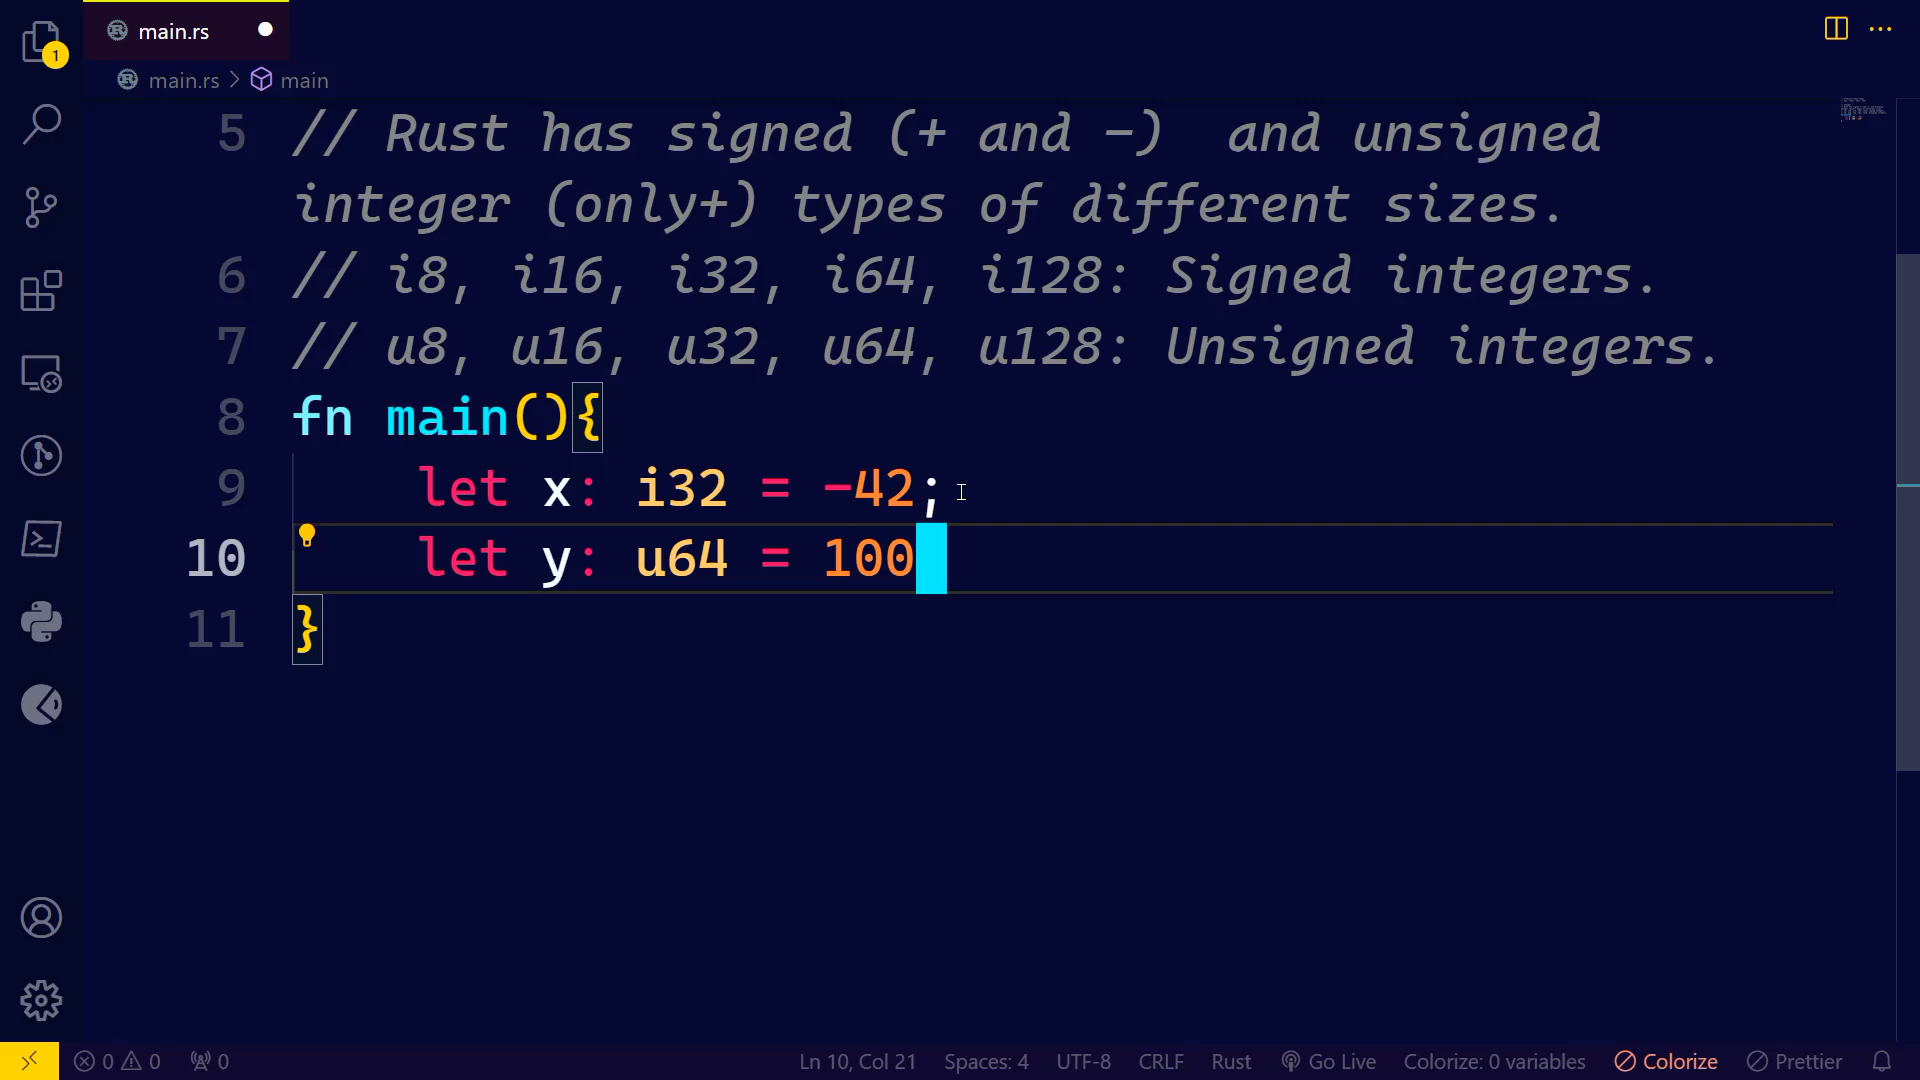 main.rs
1
main.rs > main
5 // Rust has signed (+ and -)  and unsigned
integer (only+) types of different sizes.
6 // i8, i16, i32, i64, i128: Signed integers.
7 // u8, u16, u32, u64, u128: Unsigned integers.
8 fn main(){
9     let x: i32 = -42;
10     let y: u64 = 100
11 }
0 0 0 Ln 10, Col 21 Spaces: 4 UTF-8 CRLF Rust Go Live Colorize: 0 variables Colorize Prettier